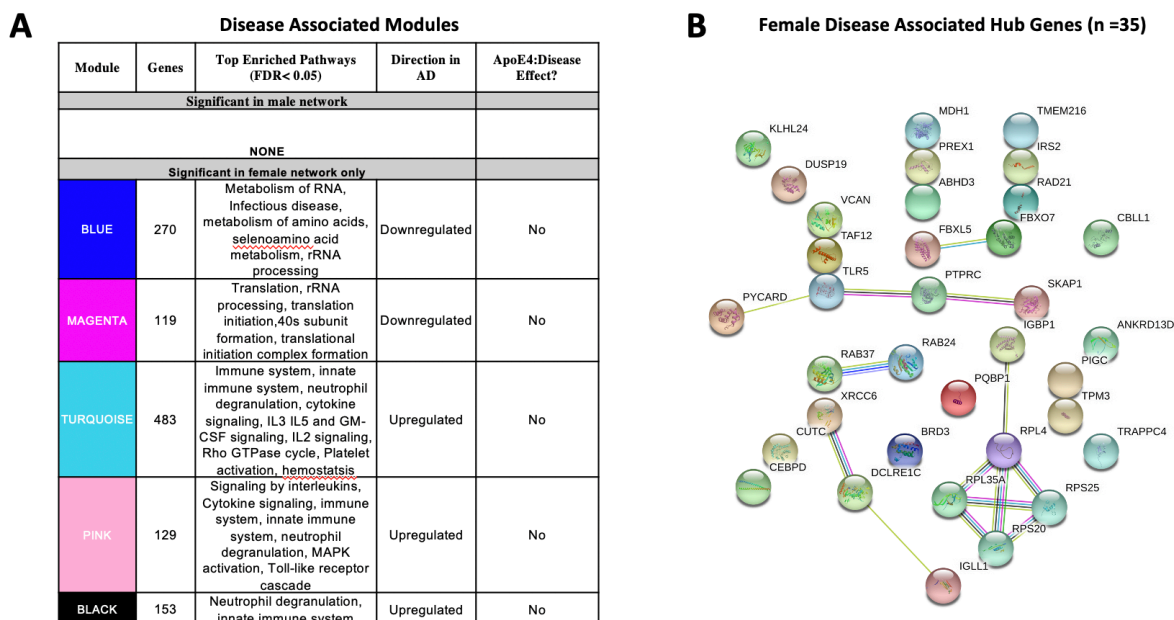 A
Disease Associated Modules
Module
Genes
Top Enriched Pathways
(FDR< 0.05)
Direction in
AD
ApoE4:Disease
Effect?
Significant in male network
NONE
Significant in female network only
BLUE
270
Metabolism of RNA,
Infectious disease,
metabolism of amino acids,
selenoamino acid
metabolism, rRNA
processing
Downregulated
No
MAGENTA
119
Translation, rRNA
processing, translation
initiation,40s subunit
formation, translational
initiation complex formation
Downregulated
No
TURQUOISE
483
Immune system, innate
immune system, neutrophil
degranulation, cytokine
signaling, IL3 IL5 and GM-
CSF signaling, IL2 signaling,
Rho GTPase cycle, Platelet
activation, hemostatsis
Upregulated
No
PINK
129
Signaling by interleukins,
Cytokine signaling, immune
system, innate immune
system, neutrophil
degranulation, MAPK
activation, Toll-like receptor
cascade
Upregulated
No
BLACK
153
Neutrophil degranulation,
innate immune system
Upregulated
No
B
Female Disease Associated Hub Genes (n =35)
MDH1
TMEM216
KLHL24
PREX1
IRS2
DUSP19
ABHD3
RAD21
VCAN
FBXO7
CBLL1
TAF12
FBXL5
TLR5
PTPRC
SKAP1
PYCARD
IGBP1
ANKRD13D
RAB37
RAB24
PIGC
PQBP1
XRCC6
TPM3
CUTC
BRD3
RPL4
TRAPPC4
CEBPD
DCLRE1C
RPL35A
RPS25
RPS20
IGLL1